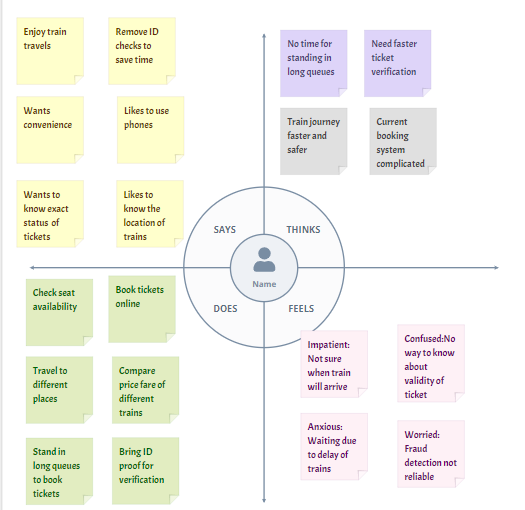 Enjoy train
travels
Remove ID
checks to
save time
Wants
convenience
Likes to use
phones
Wants to
know exact
status of
tickets
Likes to
know the
location of
trains
No time for
standing in
long queues
Need faster
ticket
verification
Train journey
faster and
safer
Current
booking
system
complicated
SAYS
THINKS
Name
DOES
FEELS
Check seat
availability
Book tickets
online
Travel to
different
places
Compare
price fare of
different
trains
Stand in
long queues
to book
tickets
Bring ID
proof for
verification
Impatient:
Not sure
when train
will arrive
Confused:No
way to know
about
validity of
ticket
Anxious:
Waiting due
to delay of
trains
Worried:
Fraud
detection not
reliable